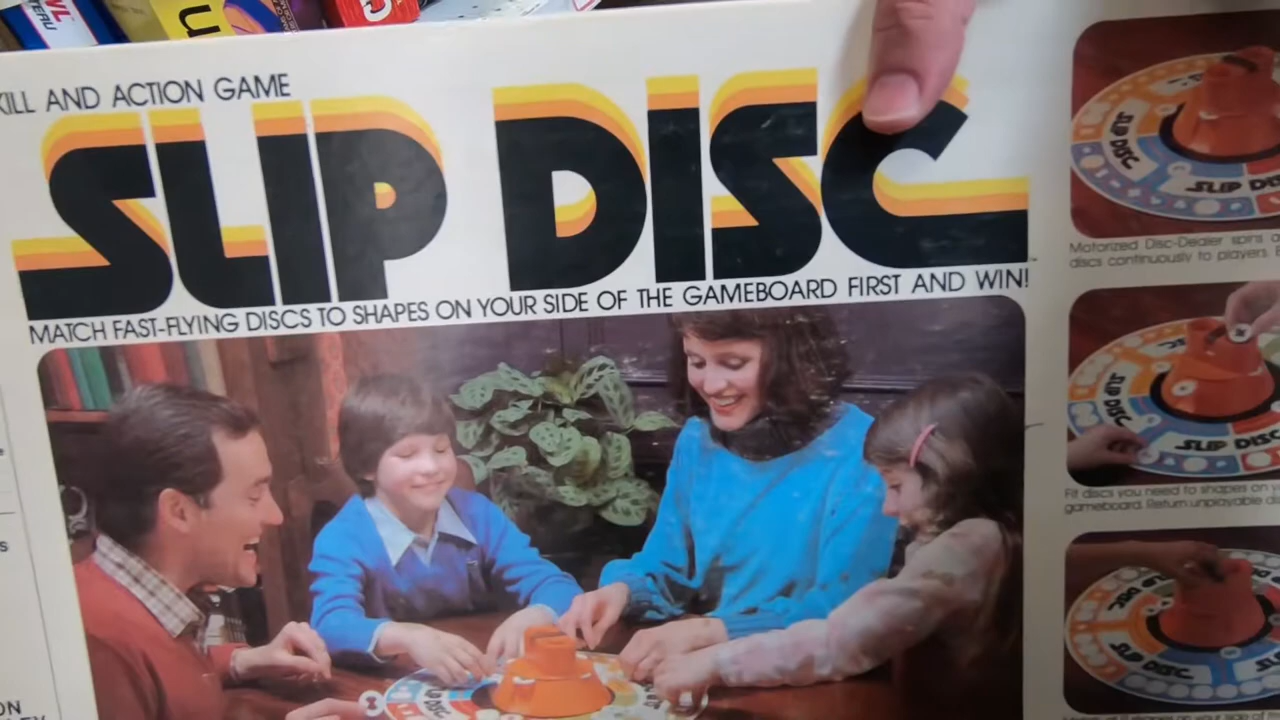 KILL AND ACTION GAME
SLIP DISC
MATCH FAST-FLYING DISCS TO SHAPES ON YOUR SIDE OF THE GAMEBOARD FIRST AND WIN!
SLIP DISC
SLIP DISC
Motorized Disc-Dealer spins
discs continuously to players
SLIP DISC
SLIP DISC
Fit discs you need to shapes on
gameboard. Return unplayable
SLIP DISC
DISC
SLIP DISC